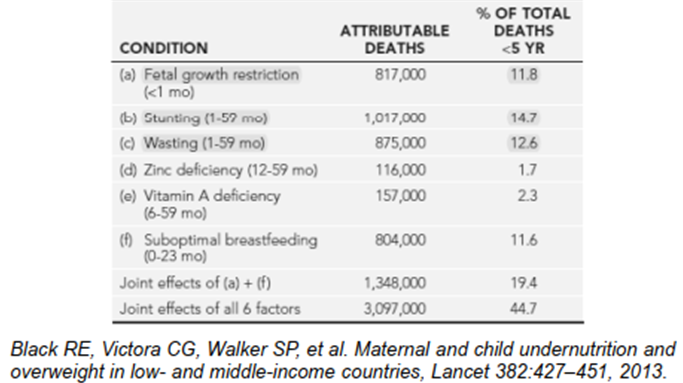 CONDITION ATTRIBUTABLE DEATHS % OF TOTAL DEATHS <5 YR
(a) Fetal growth restriction (<1 mo) 817,000 11.8
(b) Stunting (1-59 mo) 1,017,000 14.7
(c) Wasting (1-59 mo) 875,000 12.6
(d) Zinc deficiency (12-59 mo) 116,000 1.7
(e) Vitamin A deficiency (6-59 mo) 157,000 2.3
(f) Suboptimal breastfeeding (0-23 mo) 804,000 11.6
Joint effects of (a) + (f) 1,348,000 19.4
Joint effects of all 6 factors 3,097,000 44.7
Black RE, Victora CG, Walker SP, et al. Maternal and child undernutrition and
overweight in low- and middle-income countries, Lancet 382:427–451, 2013.